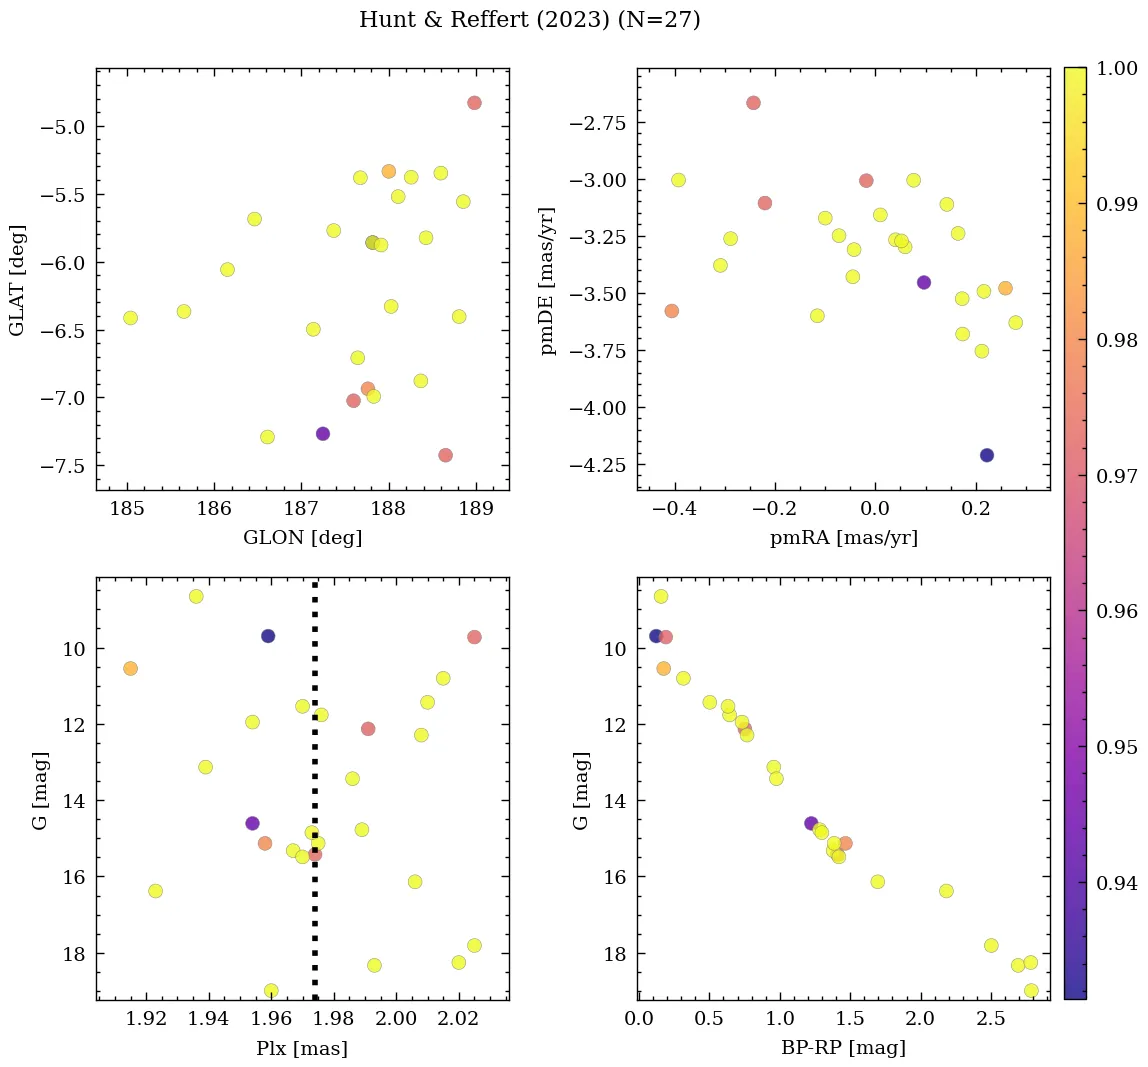 Hunt & Reffert (2023) (N=27)
−5.0
−5.5
−6.0
−6.5
−7.0
−7.5
GLAT [deg]
185 186 187 188 189
GLON [deg]
−2.75
−3.00
−3.25
−3.50
−3.75
−4.00
−4.25
pmDE [mas/yr]
−0.4 −0.2 0.0 0.2
pmRA [mas/yr]
1.00
0.99
0.98
0.97
0.96
0.95
0.94
10
12
14
16
18
G [mag]
1.92 1.94 1.96 1.98 2.00 2.02
Plx [mas]
10
12
14
16
18
G [mag]
0.0 0.5 1.0 1.5 2.0 2.5
BP-RP [mag]